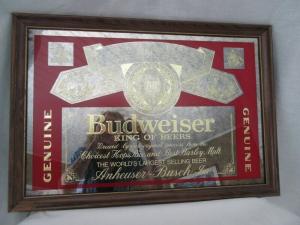 Budweiser
KING OF BEERS
GENUINE
GENUINE
Choicest Hops, Rice and Best Barley Malt
THE WORLD'S LARGEST SELLING BEER
Anheuser-Busch, Inc.